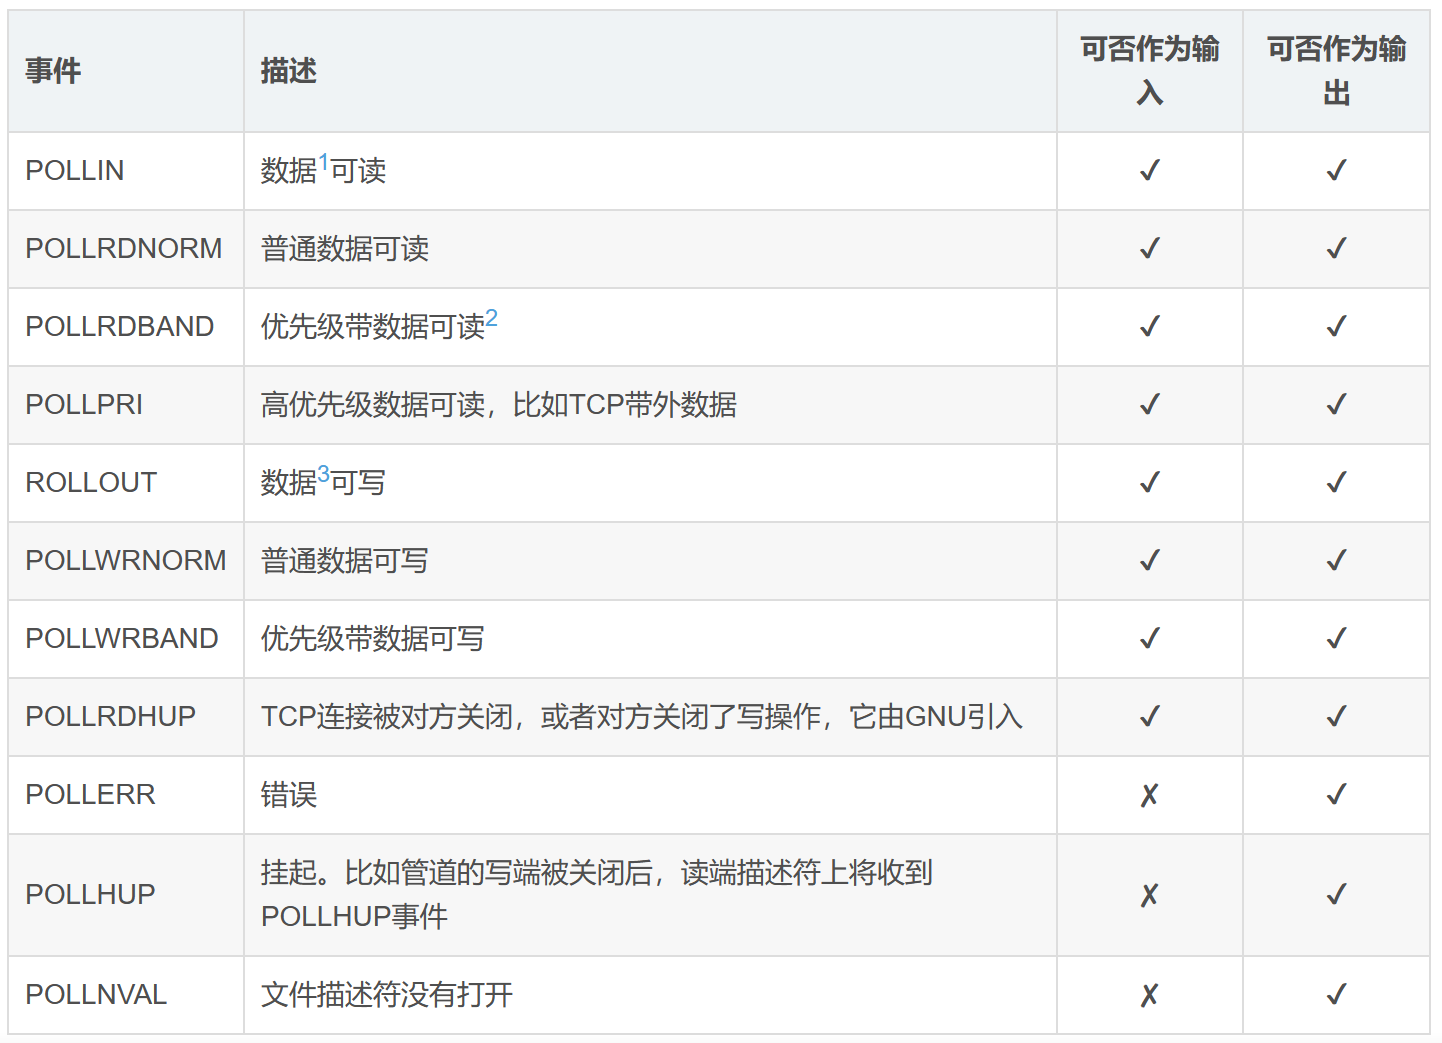 事件 描述 可否作为输入 可否作为输出
POLLIN 数据1可读 ✓ ✓
POLLRDNORM 普通数据可读 ✓ ✓
POLLRDBAND 优先级带数据可读2 ✓ ✓
POLLPRI 高优先级数据可读，比如TCP带外数据 ✓ ✓
ROLLOUT 数据3可写 ✓ ✓
POLLWRNORM 普通数据可写 ✓ ✓
POLLWRBAND 优先级带数据可写 ✓ ✓
POLLRDHUP TCP连接被对方关闭，或者对方关闭了写操作，它由GNU引入 ✓ ✓
POLLERR 错误 ✗ ✓
POLLHUP 挂起。比如管道的写端被关闭后，读端描述符上将收到
POLLHUP事件 ✗ ✓
POLLNVAL 文件描述符没有打开 ✗ ✓